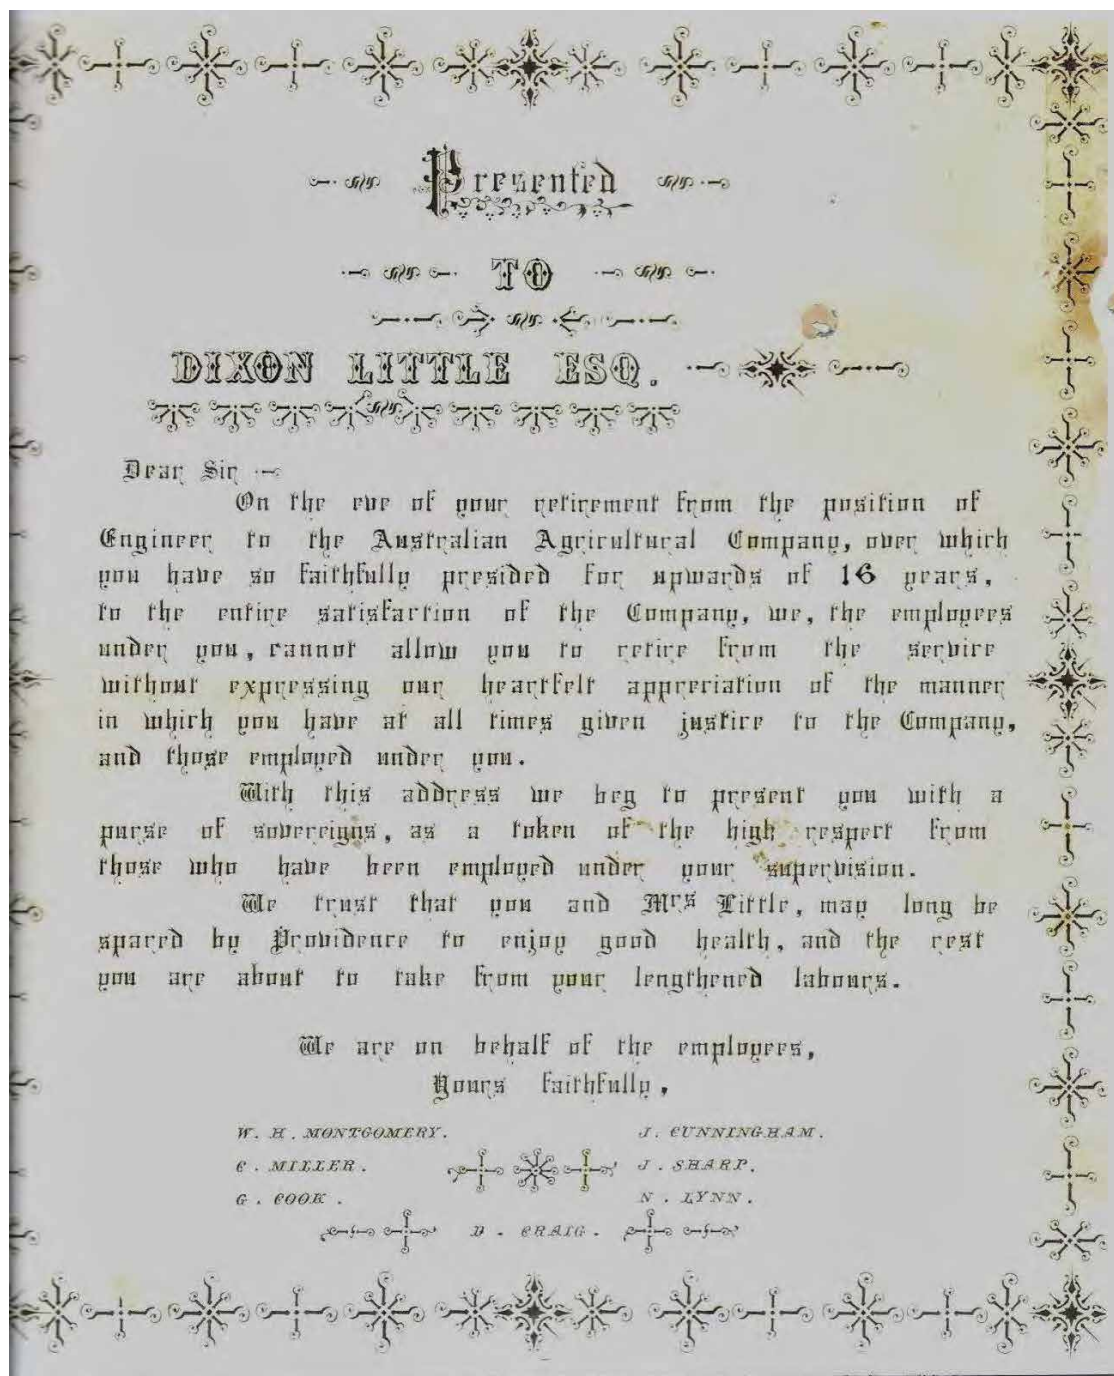 Presented
TO
DIXON LITTLE ESQ.
Dear Sir
On the eve of your retirement from the position of
Engineer to the Australian Agricultural Company, over which
you have so faithfully presided for upwards of 16 years,
to the entire satisfaction of the Company, we, the employees
under you, cannot allow you to retire from the service
without expressing our heartfelt appreciation of the manner
in which you have at all times given justice to the Company,
and those employed under you.
With this address we beg to present you with a
purse of sovereigns, as a token of the high respect from
those who have been employed under your supervision.
We trust that you and Mrs Little, may long be
spared by Providence to enjoy good health, and the rest
you are about to take from your lengthened labours.
We are on behalf of the employees,
Yours faithfully,
W. H. MONTGOMERY. J. CUNNINGHAM.
C. MILLER. J. SHARP.
G. COOK. N. LYNN.
D. CRAIG.